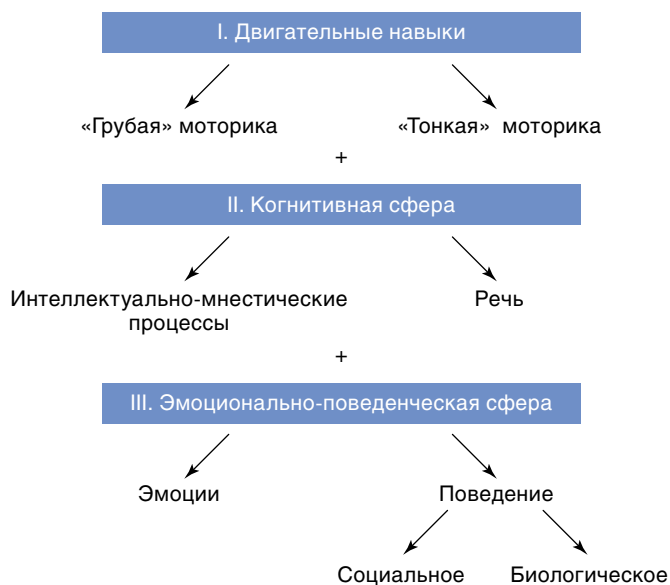 I. Двигательные навыки
«Грубая» моторика
«Тонкая» моторика
+
II. Когнитивная сфера
Интеллектуально-мнестические
процессы
Речь
+
III. Эмоционально-поведенческая сфера
Эмоции
Поведение
Социальное
Биологическое